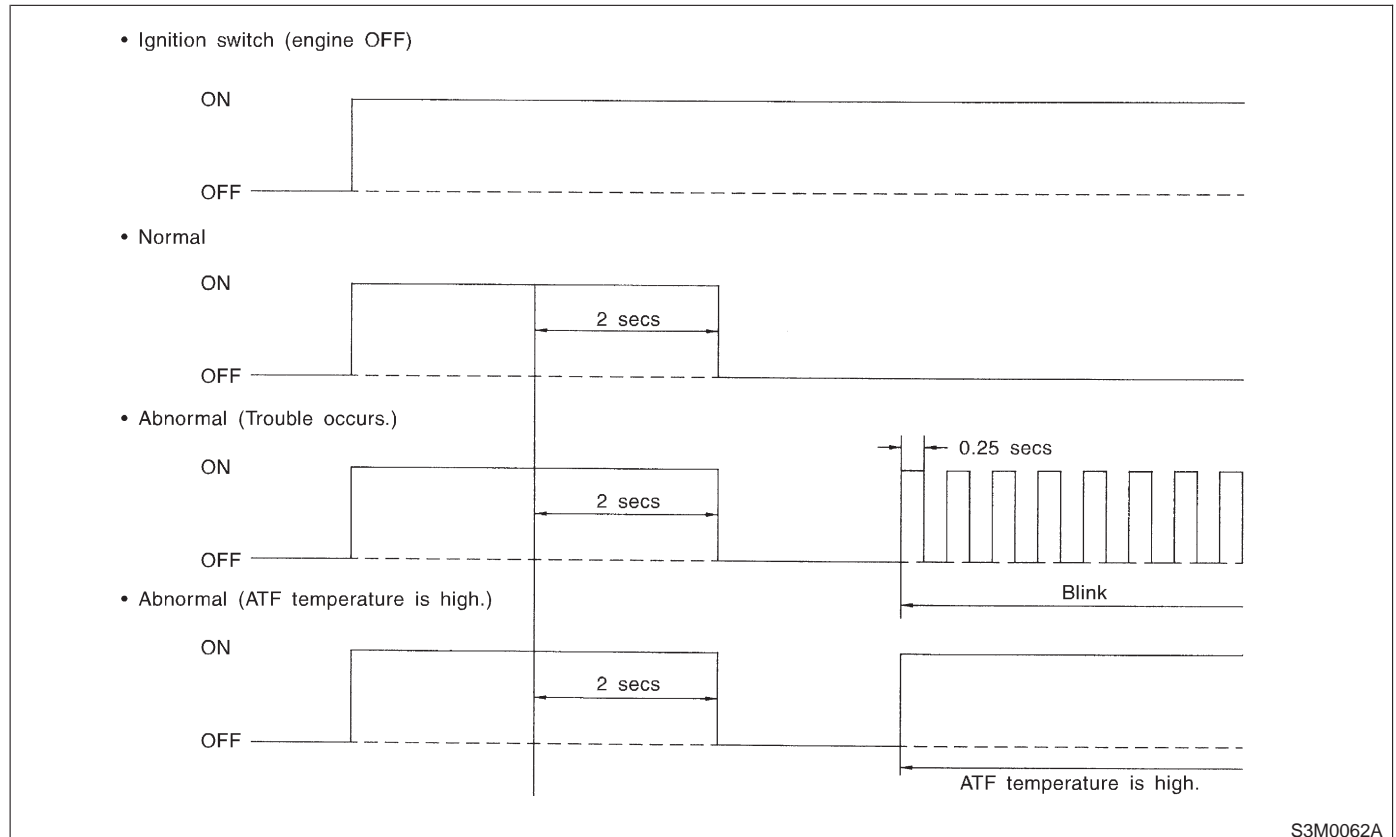 • Ignition switch (engine OFF)
ON
OFF
• Normal
ON
2 secs
OFF
• Abnormal (Trouble occurs.)
0.25 secs
ON
2 secs
OFF
Blink
• Abnormal (ATF temperature is high.)
ON
2 secs
OFF
ATF temperature is high.
S3M0062A